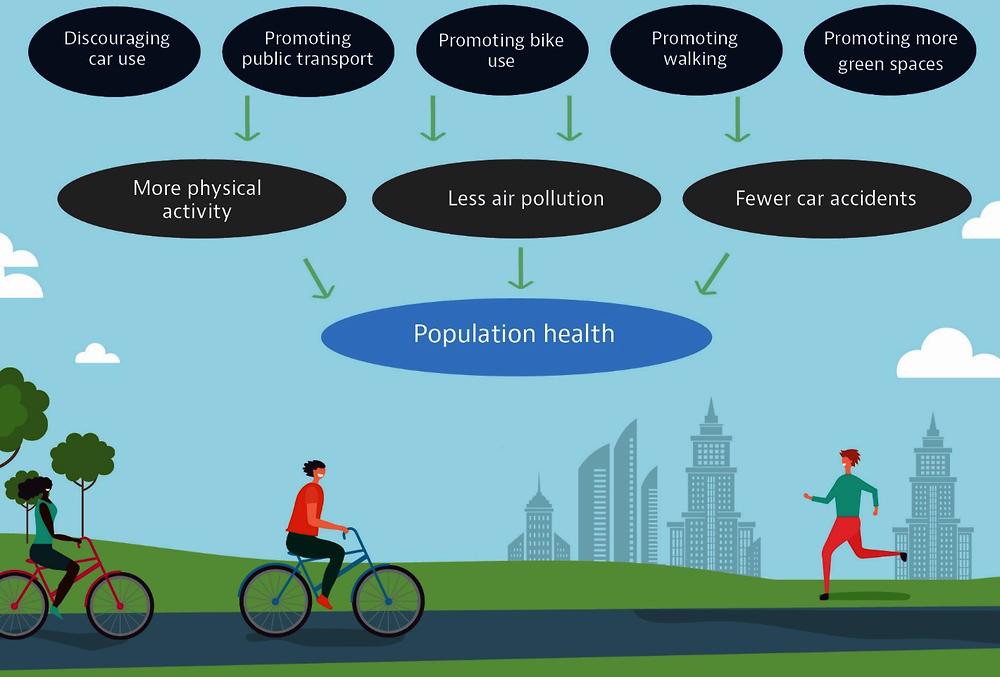 Discouraging
car use
Promoting
public transport
Promoting bike
use
Promoting
walking
Promoting more
green spaces
More physical
activity
Less air pollution
Fewer car accidents
Population health